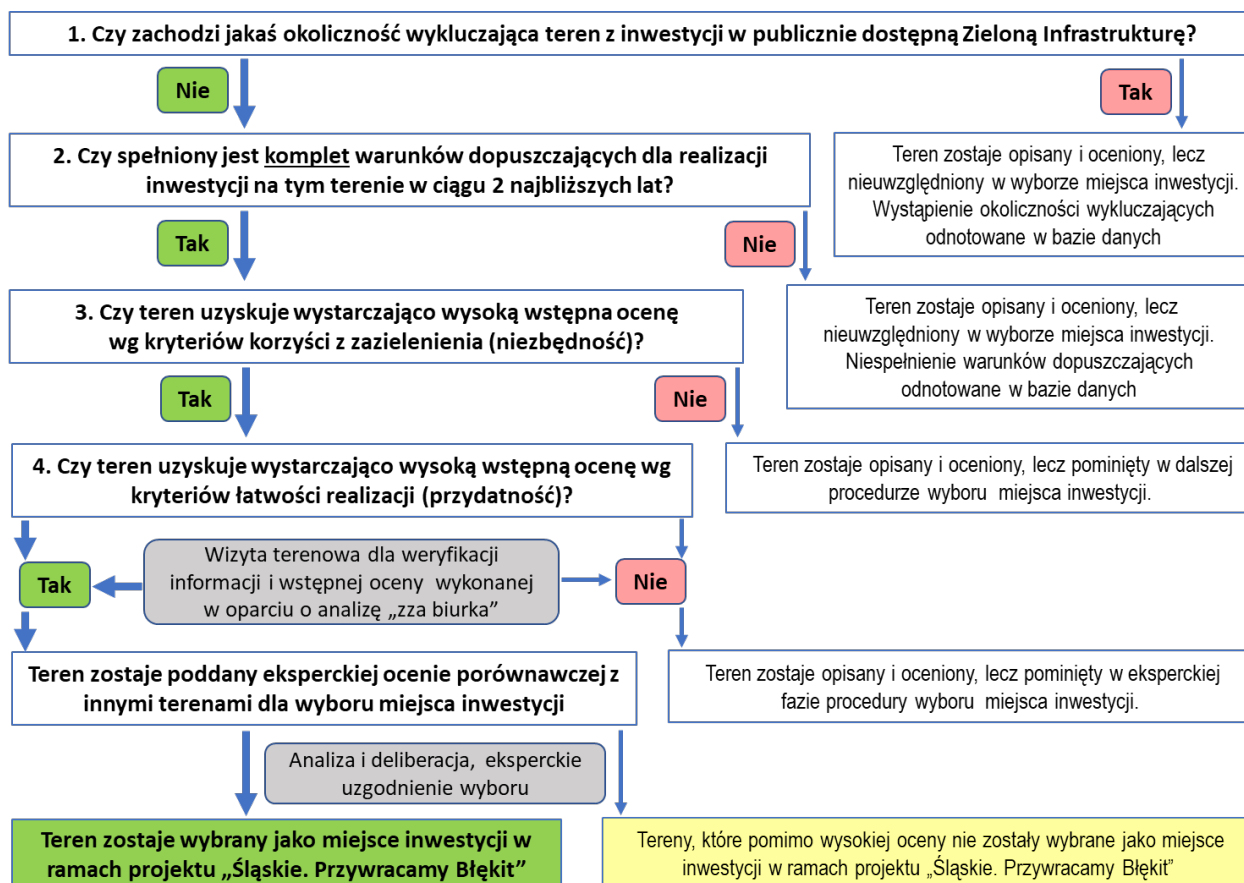 1. Czy zachodzi jakaś okoliczność wykluczająca teren z inwestycji w publicznie dostępną Zieloną Infrastrukturę?
Nie
Tak
2. Czy spełniony jest komplet warunków dopuszczających dla realizacji
inwestycji na tym terenie w ciągu 2 najbliższych lat?
Teren zostaje opisany i oceniony, lecz
nieuwzględniony w wyborze miejsca inwestycji.
Wystąpienie okoliczności wykluczających
odnotowane w bazie danych
Tak
Nie
3. Czy teren uzyskuje wystarczająco wysoką wstępna ocenę
wg kryteriów korzyści z zazielenienia (niezbędność)?
Teren zostaje opisany i oceniony, lecz
nieuwzględniony w wyborze miejsca inwestycji.
Niespełnienie warunków dopuszczających
odnotowane w bazie danych
Tak
Nie
4. Czy teren uzyskuje wystarczająco wysoką wstępną ocenę wg
kryteriów łatwości realizacji (przydatność)?
Teren zostaje opisany i oceniony, lecz pominięty w dalszej
procedurze wyboru miejsca inwestycji.
Tak
Wizyta terenowa dla weryfikacji
informacji i wstępnej oceny wykonanej
w oparciu o analizę „zza biurka”
Nie
Teren zostaje poddany eksperckiej ocenie porównawczej z
innymi terenami dla wyboru miejsca inwestycji
Teren zostaje opisany i oceniony, lecz pominięty w eksperckiej
fazie procedury wyboru miejsca inwestycji.
Analiza i deliberacja, eksperckie
uzgodnienie wyboru
Teren zostaje wybrany jako miejsce inwestycji w
ramach projektu „Śląskie. Przywracamy Błękit”
Tereny, które pomimo wysokiej oceny nie zostały wybrane jako miejsce
inwestycji w ramach projektu „Śląskie. Przywracamy Błękit”